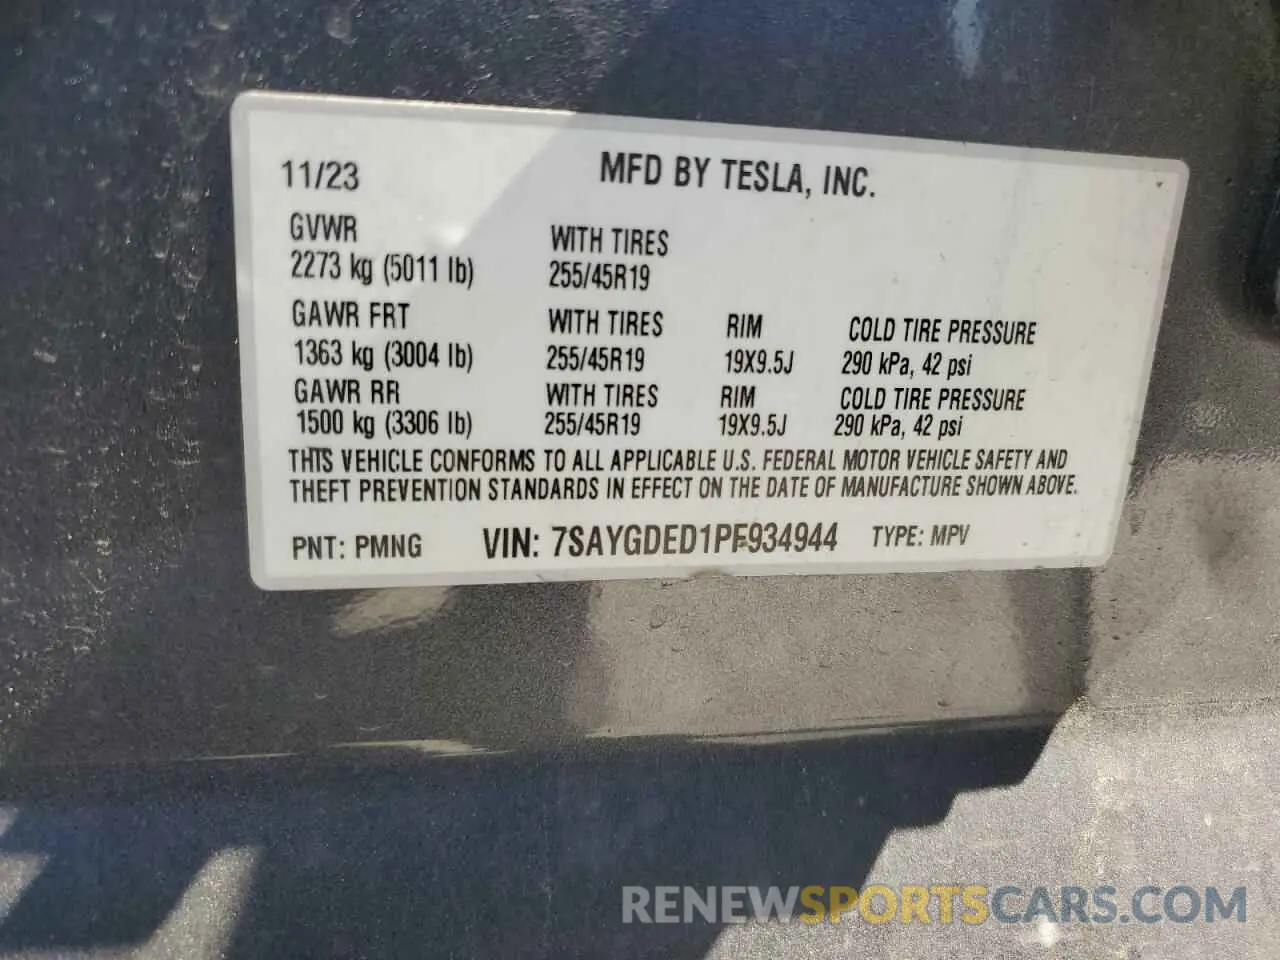 11/23 MFD BY TESLA, INC.
GVWR WITH TIRES
2273 kg (5011 lb) 255/45R19
GAWR FRT WITH TIRES RIM COLD TIRE PRESSURE
1363 kg (3004 lb) 255/45R19 19X9.5J 290 kPa, 42 psi
GAWR RR WITH TIRES RIM COLD TIRE PRESSURE
1500 kg (3306 lb) 255/45R19 19X9.5J 290 kPa, 42 psi
THIS VEHICLE CONFORMS TO ALL APPLICABLE U.S. FEDERAL MOTOR VEHICLE SAFETY AND
THEFT PREVENTION STANDARDS IN EFFECT ON THE DATE OF MANUFACTURE SHOWN ABOVE.
PNT: PMNG VIN: 7SAYGDED1PF934944 TYPE: MPV
RENEWSPORTSCARS.COM